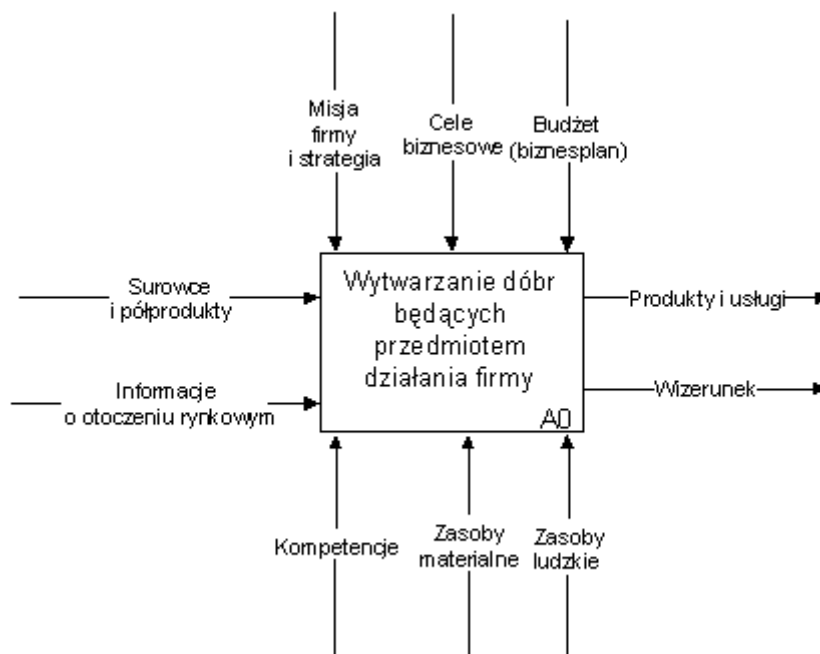 Misja
firmy
i strategia
Cele
biznesowe
Budżet
(biznesplan)
Surowce
i półprodukty
Informacje
o otoczeniu rynkowym
Wytwarzanie dóbr
będących
przedmiotem
działania firmy
A0
Produkty i usługi
Wizerunek
Kompetencje
Zasoby
materialne
Zasoby
ludzkie